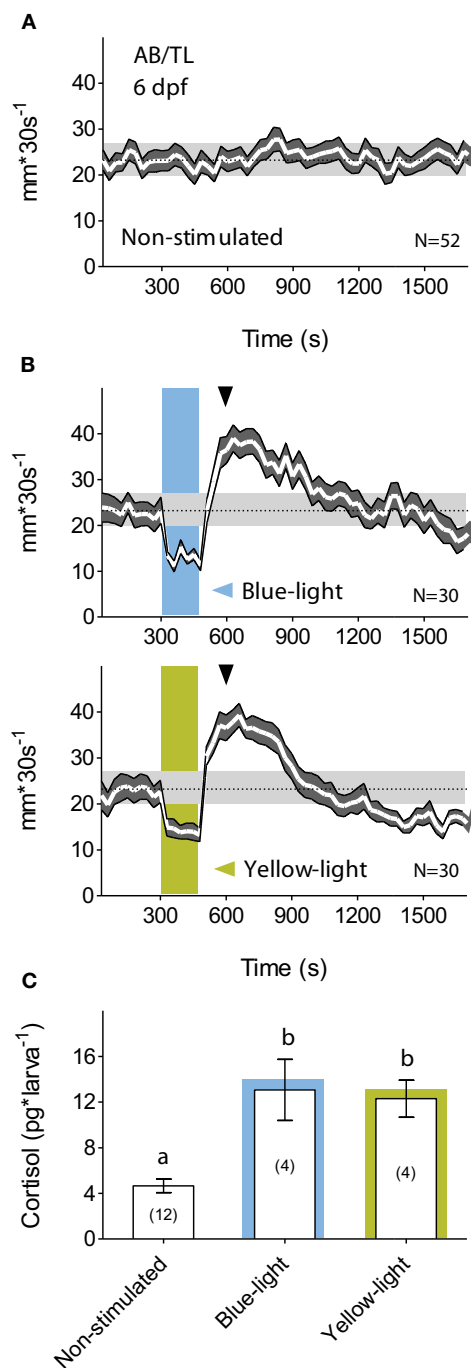 A
AB/TL
6 dpf
40
30
20
10
0
mm*30s⁻¹
Non-stimulated
N=52
300 600 900 1200 1500
Time (s)
B
50
40
30
20
10
0
mm*30s⁻¹
Blue-light
N=30
300 600 900 1200 1500
50
40
30
20
10
0
mm*30s⁻¹
Yellow-light
N=30
300 600 900 1200 1500
Time (s)
C
16
12
8
4
0
Cortisol (pg*larva⁻¹)
a
b
b
(12)
(4)
(4)
Non-stimulated
Blue-light
Yellow-light